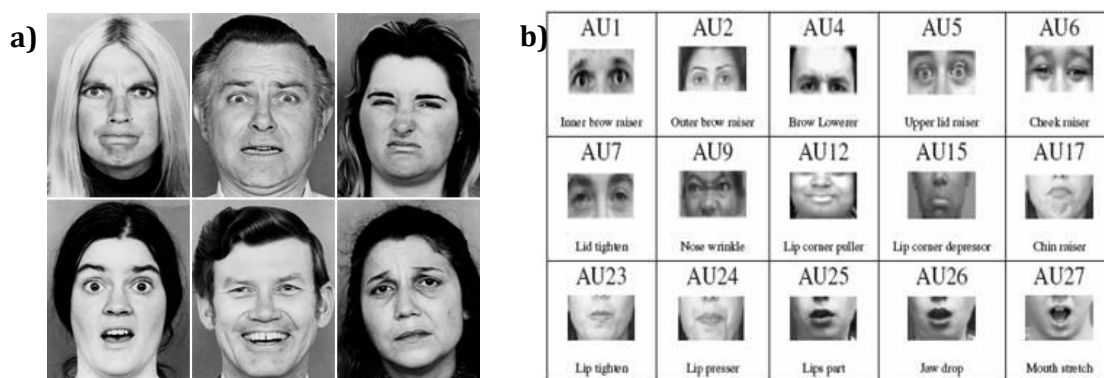 a)
b)
AU1 AU2 AU4 AU5 AU6
Inner brow raiser Outer brow raiser Brow Lowerer Upper lid raiser Cheek raiser
AU7 AU9 AU12 AU15 AU17
Lid tighten Nose wrinkle Lip corner puller Lip corner depressor Chin raiser
AU23 AU24 AU25 AU26 AU27
Lip tighten Lip presser Lips part Jaw drop Mouth stretch